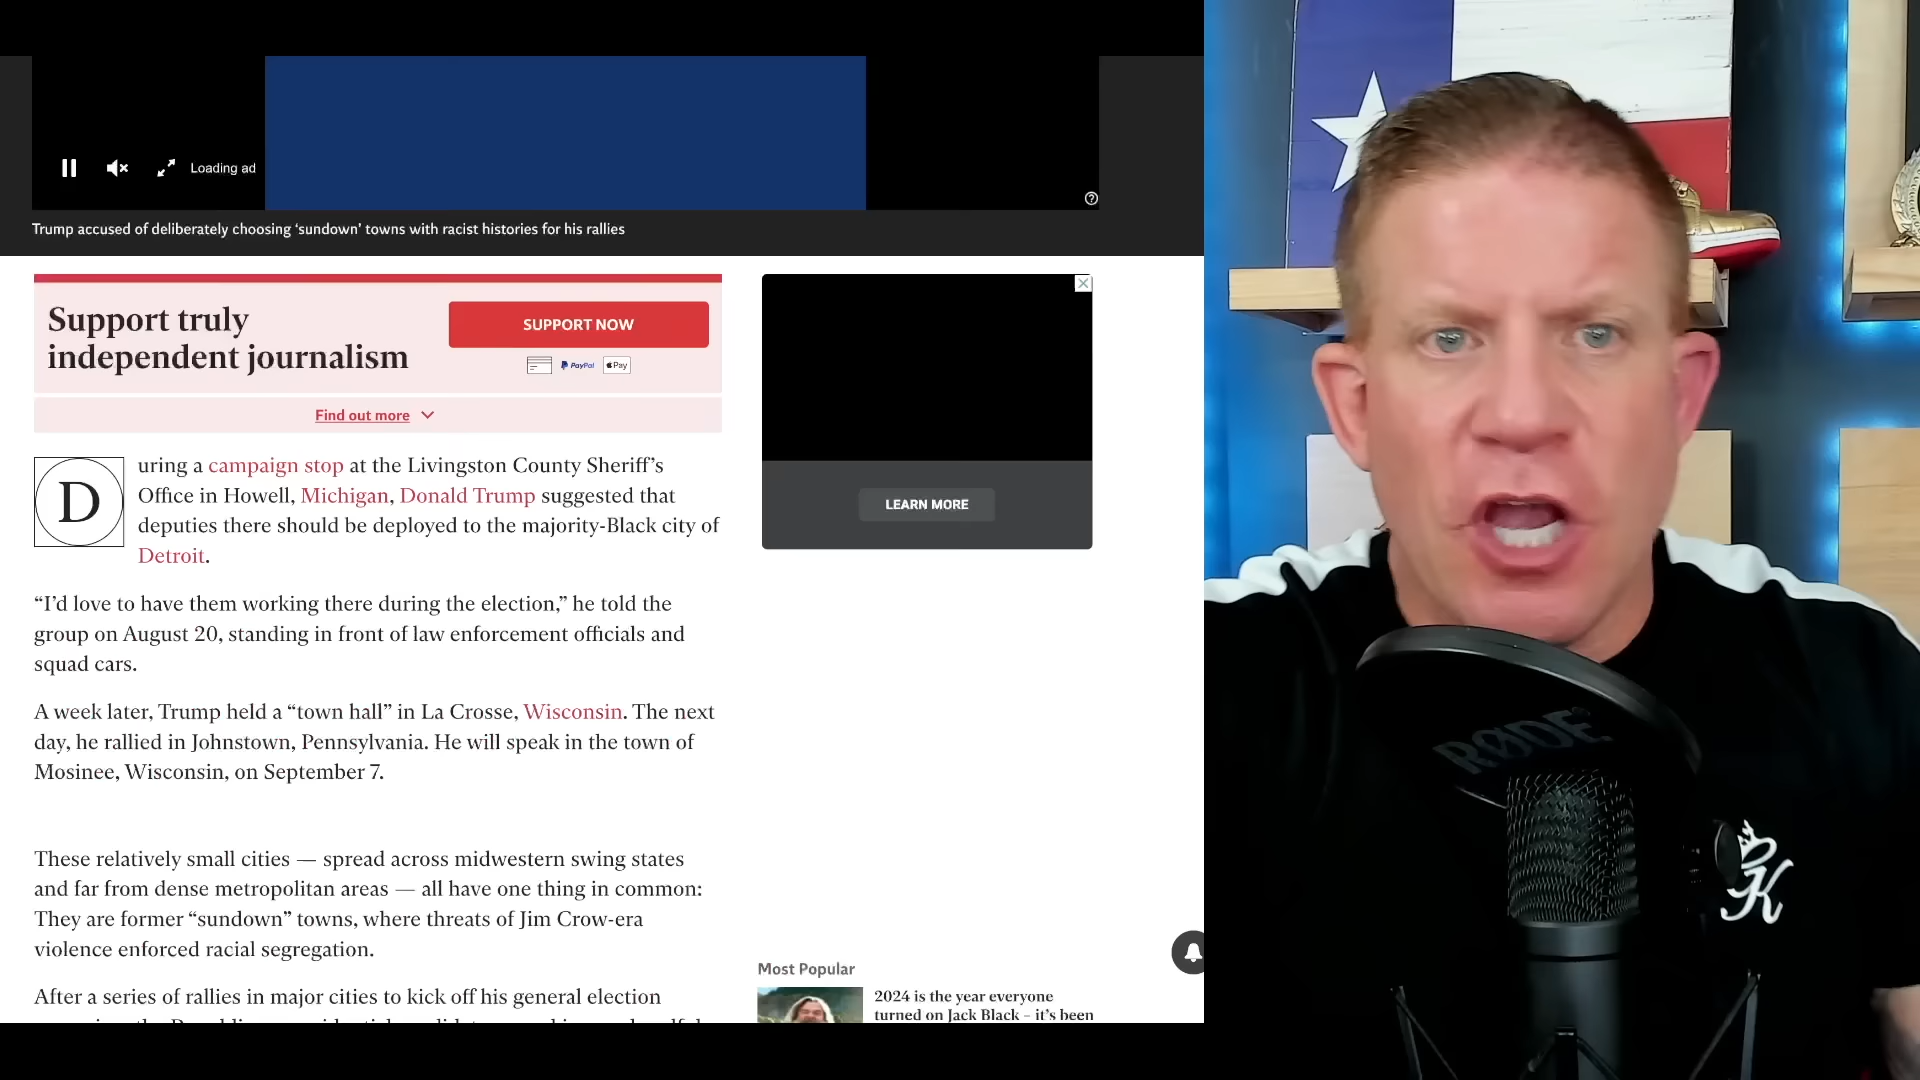 Loading ad
Trump accused of deliberately choosing ‘sundown’ towns with racist histories for his rallies
Support truly
independent journalism
SUPPORT NOW
PayPal
Pay
Find out more
During a campaign stop at the Livingston County Sheriff’s
Office in Howell, Michigan, Donald Trump suggested that
deputies there should be deployed to the majority-Black city of
Detroit.
“I’d love to have them working there during the election,” he told the
group on August 20, standing in front of law enforcement officials and
squad cars.
A week later, Trump held a “town hall” in La Crosse, Wisconsin. The next
day, he rallied in Johnstown, Pennsylvania. He will speak in the town of
Mosinee, Wisconsin, on September 7.
These relatively small cities — spread across midwestern swing states
and far from dense metropolitan areas — all have one thing in common:
They are former “sundown” towns, where threats of Jim Crow-era
violence enforced racial segregation.
After a series of rallies in major cities to kick off his general election
LEARN MORE
Most Popular
2024 is the year everyone
turned on Jack Black – it’s been
RØDE
K